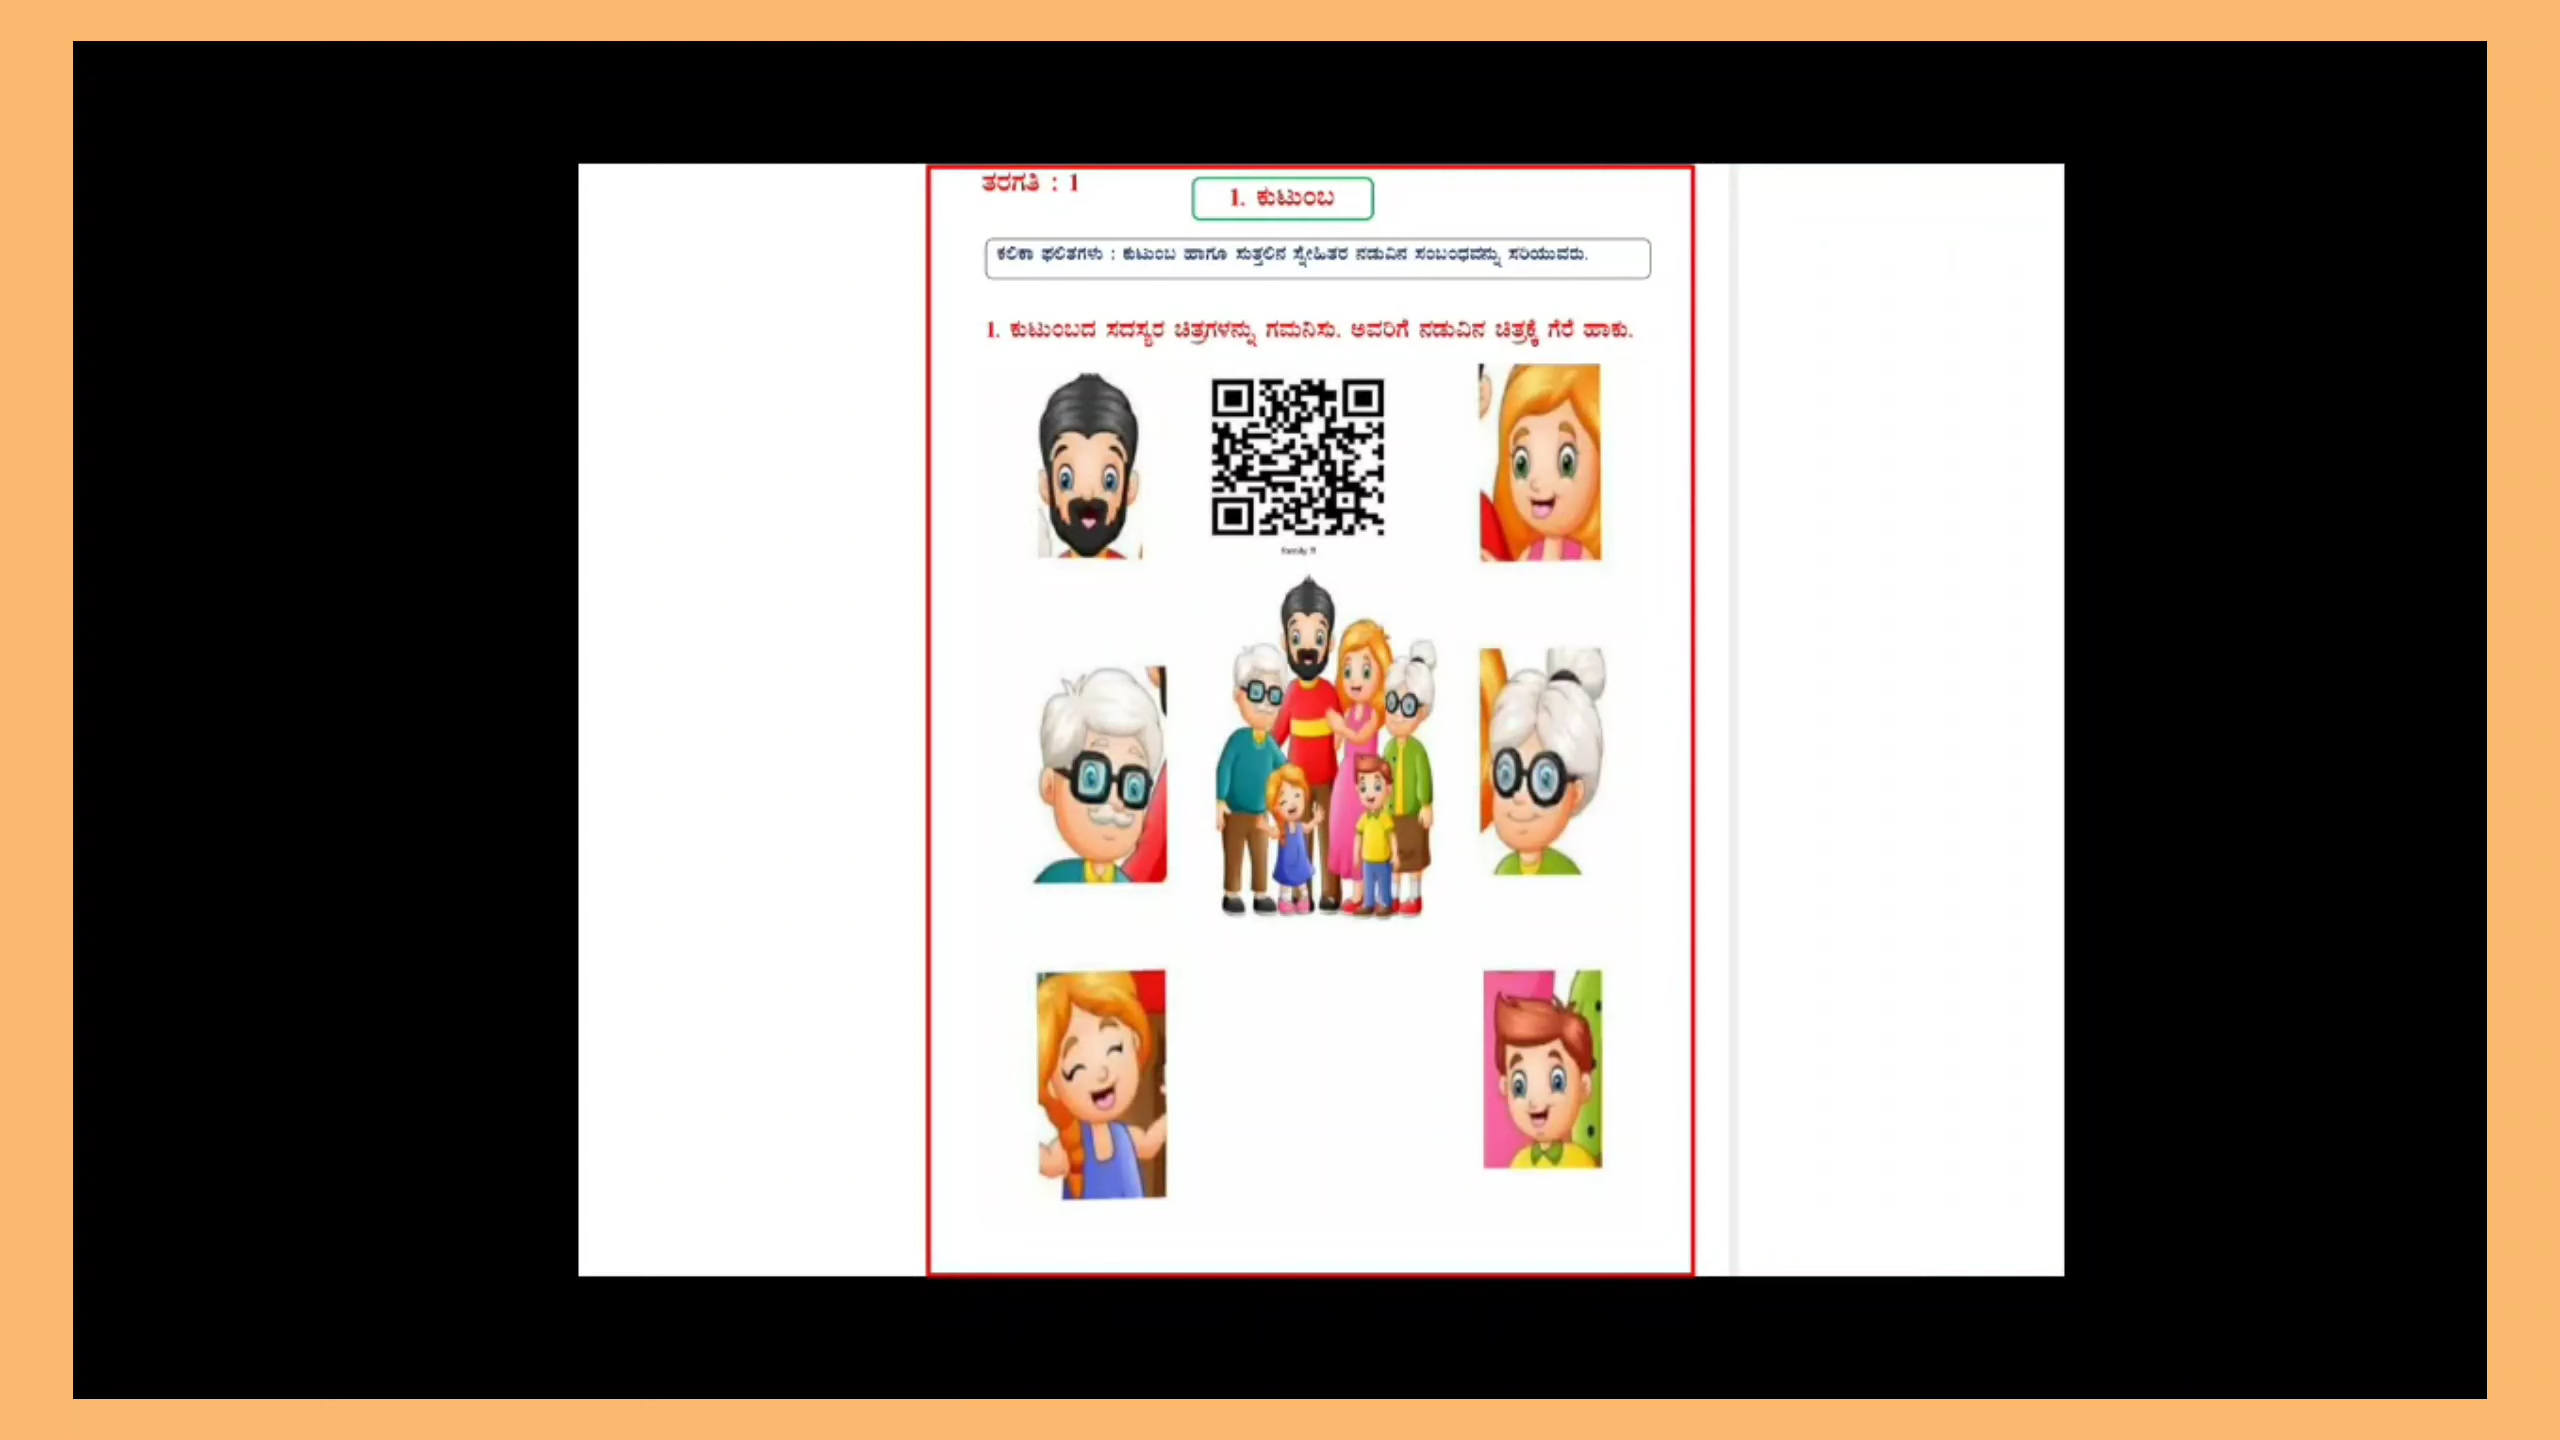 ತರಗತಿ : 1
1. ಕುಟುಂಬ
ಕಲಿಕಾ ಫಲಿತಗಳು : ಕುಟುಂಬ ಹಾಗೂ ಸುತ್ತಲಿನ ಸ್ನೇಹಿತರ ನಡುವಿನ ಸಂಬಂಧವನ್ನು ಸರಿಯುವರು.
1. ಕುಟುಂಬದ ಸದಸ್ಯರ ಚಿತ್ರಗಳನ್ನು ಗಮನಿಸು. ಅವರಿಗೆ ನಡುವಿನ ಚಿತ್ರಕ್ಕೆ ಗೆರೆ ಹಾಕು.
family